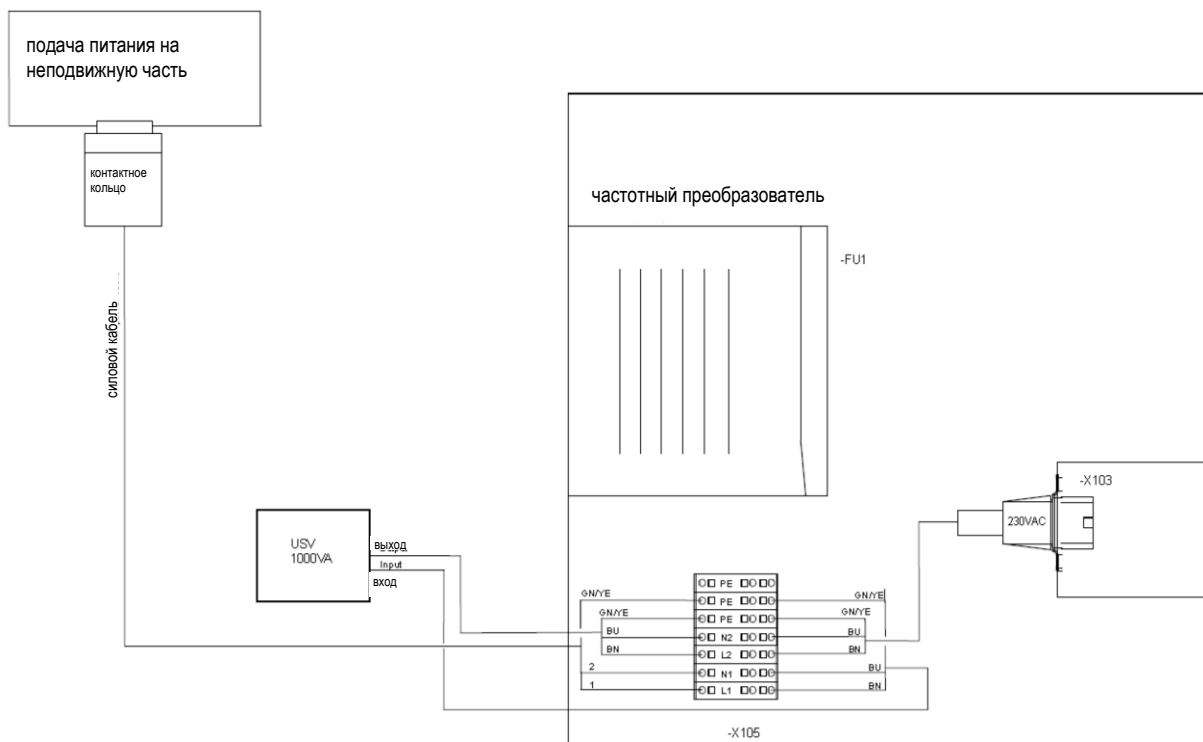 подача питания на
неподвижную часть
контактное
кольцо
частотный преобразователь
-FU1
силовой кабель
-X103
230VAC
USV
1000VA
выход
Input
вход
PE
GN/YE PE GN/YE
GN/YE PE GN/YE
BU N2 BU
BN L2 BN
2 N1 BU
1 L1 BN
-X105